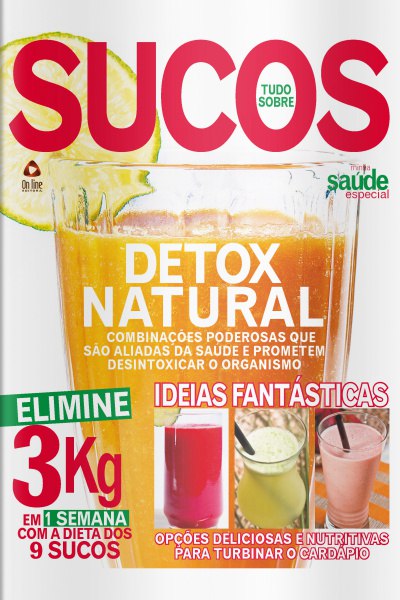 SUCOS
TUDO
SOBRE
On line
EDITORA
minha
saúde
especial
DETOX
NATURAL
COMBINAÇÕES PODEROSAS QUE
SÃO ALIADAS DA SAÚDE E PROMETEM
DESINTOXICAR O ORGANISMO
ELIMINE
3Kg
EM 1 SEMANA
COM A DIETA DOS
9 SUCOS
IDEIAS FANTÁSTICAS
OPÇÕES DELICIOSAS E NUTRITIVAS
PARA TURBINAR O CARDÁPIO